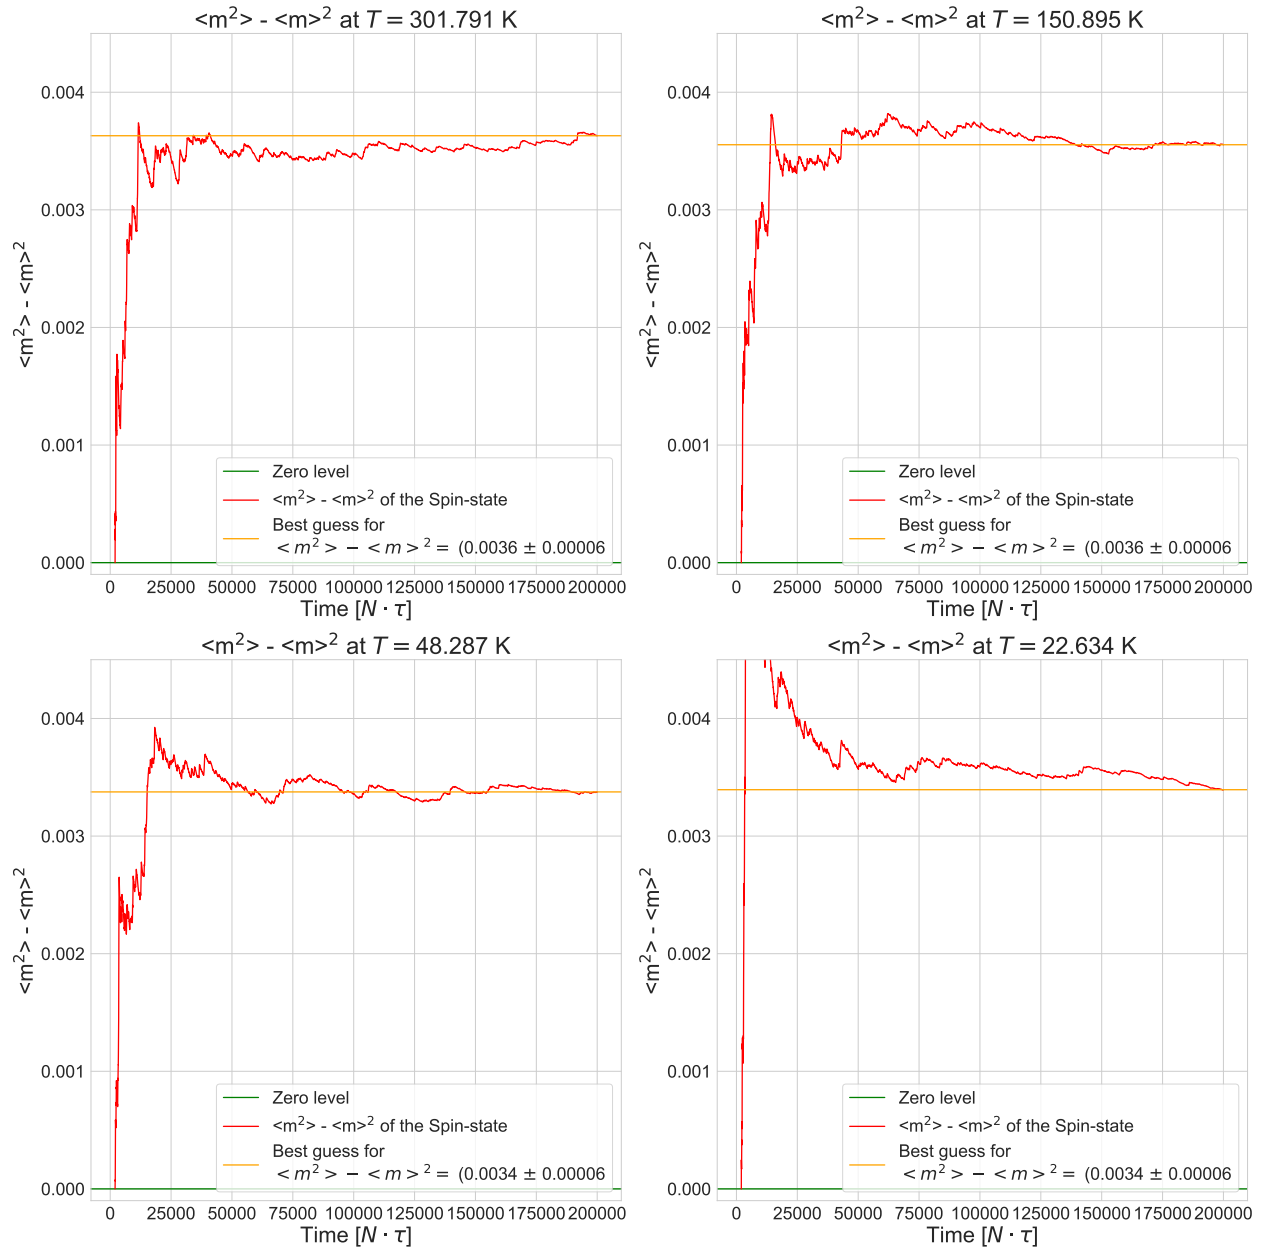 <m²> - <m>² at T = 301.791 K
<m²> - <m>²
0.004
0.003
0.002
0.001
0.000
Zero level
<m²> - <m>² of the Spin-state
Best guess for
< m² > − < m >² = (0.0036 ± 0.00006
0 25000 50000 75000 100000 125000 150000 175000 200000
Time [N · τ]
<m²> - <m>² at T = 150.895 K
<m²> - <m>²
0.004
0.003
0.002
0.001
0.000
Zero level
<m²> - <m>² of the Spin-state
Best guess for
< m² > − < m >² = (0.0036 ± 0.00006
0 25000 50000 75000 100000 125000 150000 175000 200000
Time [N · τ]
<m²> - <m>² at T = 48.287 K
<m²> - <m>²
0.004
0.003
0.002
0.001
0.000
Zero level
<m²> - <m>² of the Spin-state
Best guess for
< m² > − < m >² = (0.0034 ± 0.00006
0 25000 50000 75000 100000 125000 150000 175000 200000
Time [N · τ]
<m²> - <m>² at T = 22.634 K
<m²> - <m>²
0.004
0.003
0.002
0.001
0.000
Zero level
<m²> - <m>² of the Spin-state
Best guess for
< m² > − < m >² = (0.0034 ± 0.00006
0 25000 50000 75000 100000 125000 150000 175000 200000
Time [N · τ]